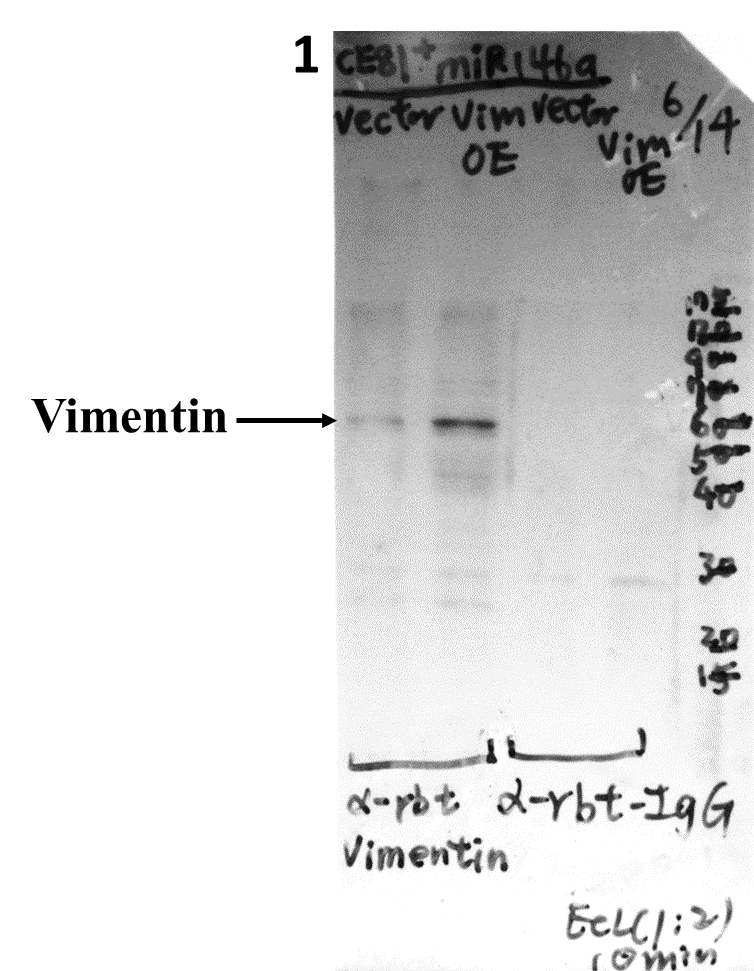 1
CE81+miR146a
Vector Vim Vector
OE
Vim
OE
6/14
Vimentin
60
50
40
30
20
15
α-rbt α-rbt-IgG
Vimentin
ECL(1:2)
10min